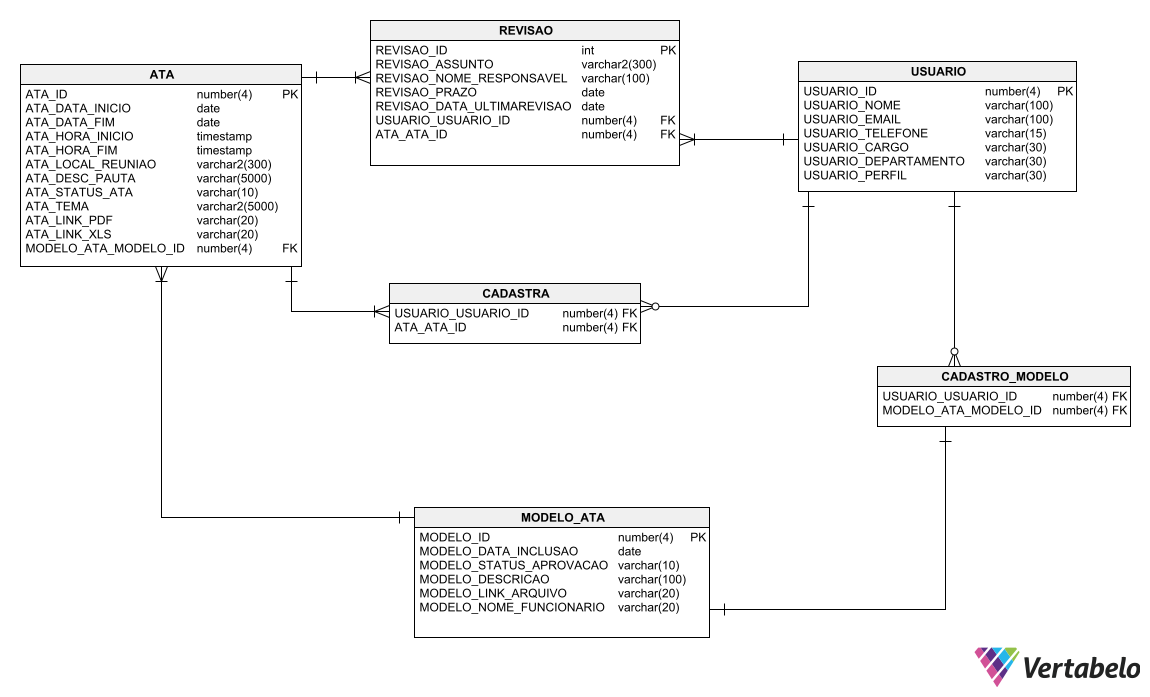 REVISAO
REVISAO_ID int PK
REVISAO_ASSUNTO varchar2(300)
REVISAO_NOME_RESPONSAVEL varchar(100)
REVISAO_PRAZO date
REVISAO_DATA_ULTIMAREVISAO date
USUARIO_USUARIO_ID number(4) FK
ATA_ATA_ID number(4) FK
ATA
ATA_ID number(4) PK
ATA_DATA_INICIO date
ATA_DATA_FIM date
ATA_HORA_INICIO timestamp
ATA_HORA_FIM timestamp
ATA_LOCAL_REUNIAO varchar2(300)
ATA_DESC_PAUTA varchar(5000)
ATA_STATUS_ATA varchar(10)
ATA_TEMA varchar2(5000)
ATA_LINK_PDF varchar(20)
ATA_LINK_XLS varchar(20)
MODELO_ATA_MODELO_ID number(4) FK
USUARIO
USUARIO_ID number(4) PK
USUARIO_NOME varchar(100)
USUARIO_EMAIL varchar(100)
USUARIO_TELEFONE varchar(15)
USUARIO_CARGO varchar(30)
USUARIO_DEPARTAMENTO varchar(30)
USUARIO_PERFIL varchar(30)
CADASTRA
USUARIO_USUARIO_ID number(4) FK
ATA_ATA_ID number(4) FK
CADASTRO_MODELO
USUARIO_USUARIO_ID number(4) FK
MODELO_ATA_MODELO_ID number(4) FK
MODELO_ATA
MODELO_ID number(4) PK
MODELO_DATA_INCLUSAO date
MODELO_STATUS_APROVACAO varchar(10)
MODELO_DESCRICAO varchar(100)
MODELO_LINK_ARQUIVO varchar(20)
MODELO_NOME_FUNCIONARIO varchar(20)
Vertabelo